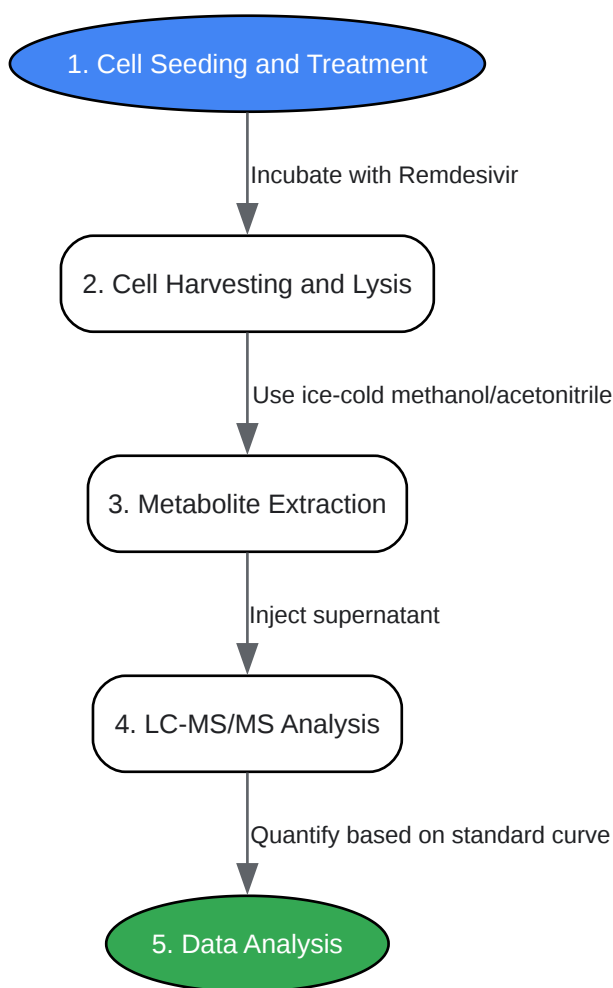 1. Cell Seeding and Treatment
Incubate with Remdesivir
2. Cell Harvesting and Lysis
Use ice-cold methanol/acetonitrile
3. Metabolite Extraction
Inject supernatant
4. LC-MS/MS Analysis
Quantify based on standard curve
5. Data Analysis